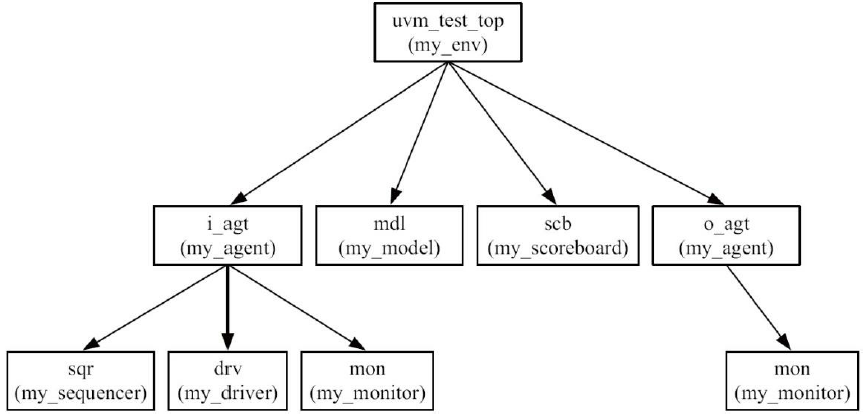 uvm_test_top
(my_env)
i_agt
(my_agent)
mdl
(my_model)
scb
(my_scoreboard)
o_agt
(my_agent)
sqr
(my_sequencer)
drv
(my_driver)
mon
(my_monitor)
mon
(my_monitor)